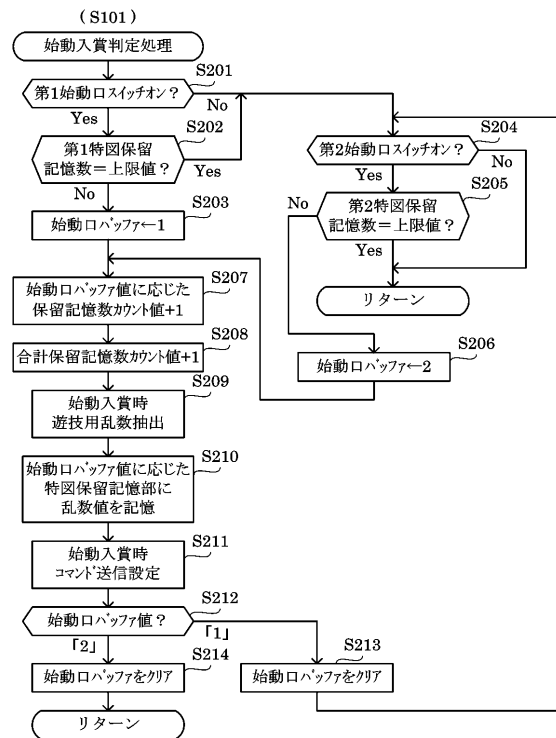 (S101)
始動入賞判定処理
S201
第1始動口スイッチオン？
No
Yes
S202
第1特図保留
記憶数＝上限値？
Yes
No
S203
始動口バッファ←1
S204
第2始動口スイッチオン？
No
Yes
S205
No
第2特図保留
記憶数＝上限値？
Yes
リターン
S206
始動口バッファ←2
S207
始動口バッファ値に応じた
保留記憶数カウント値+1
S208
合計保留記憶数カウント値+1
S209
始動入賞時
遊技用乱数抽出
S210
始動口バッファ値に応じた
特図保留記憶部に
乱数値を記憶
S211
始動入賞時
コマンド送信設定
S212
始動口バッファ値？
「2」
「1」
S214
始動口バッファをクリア
S213
始動口バッファをクリア
リターン